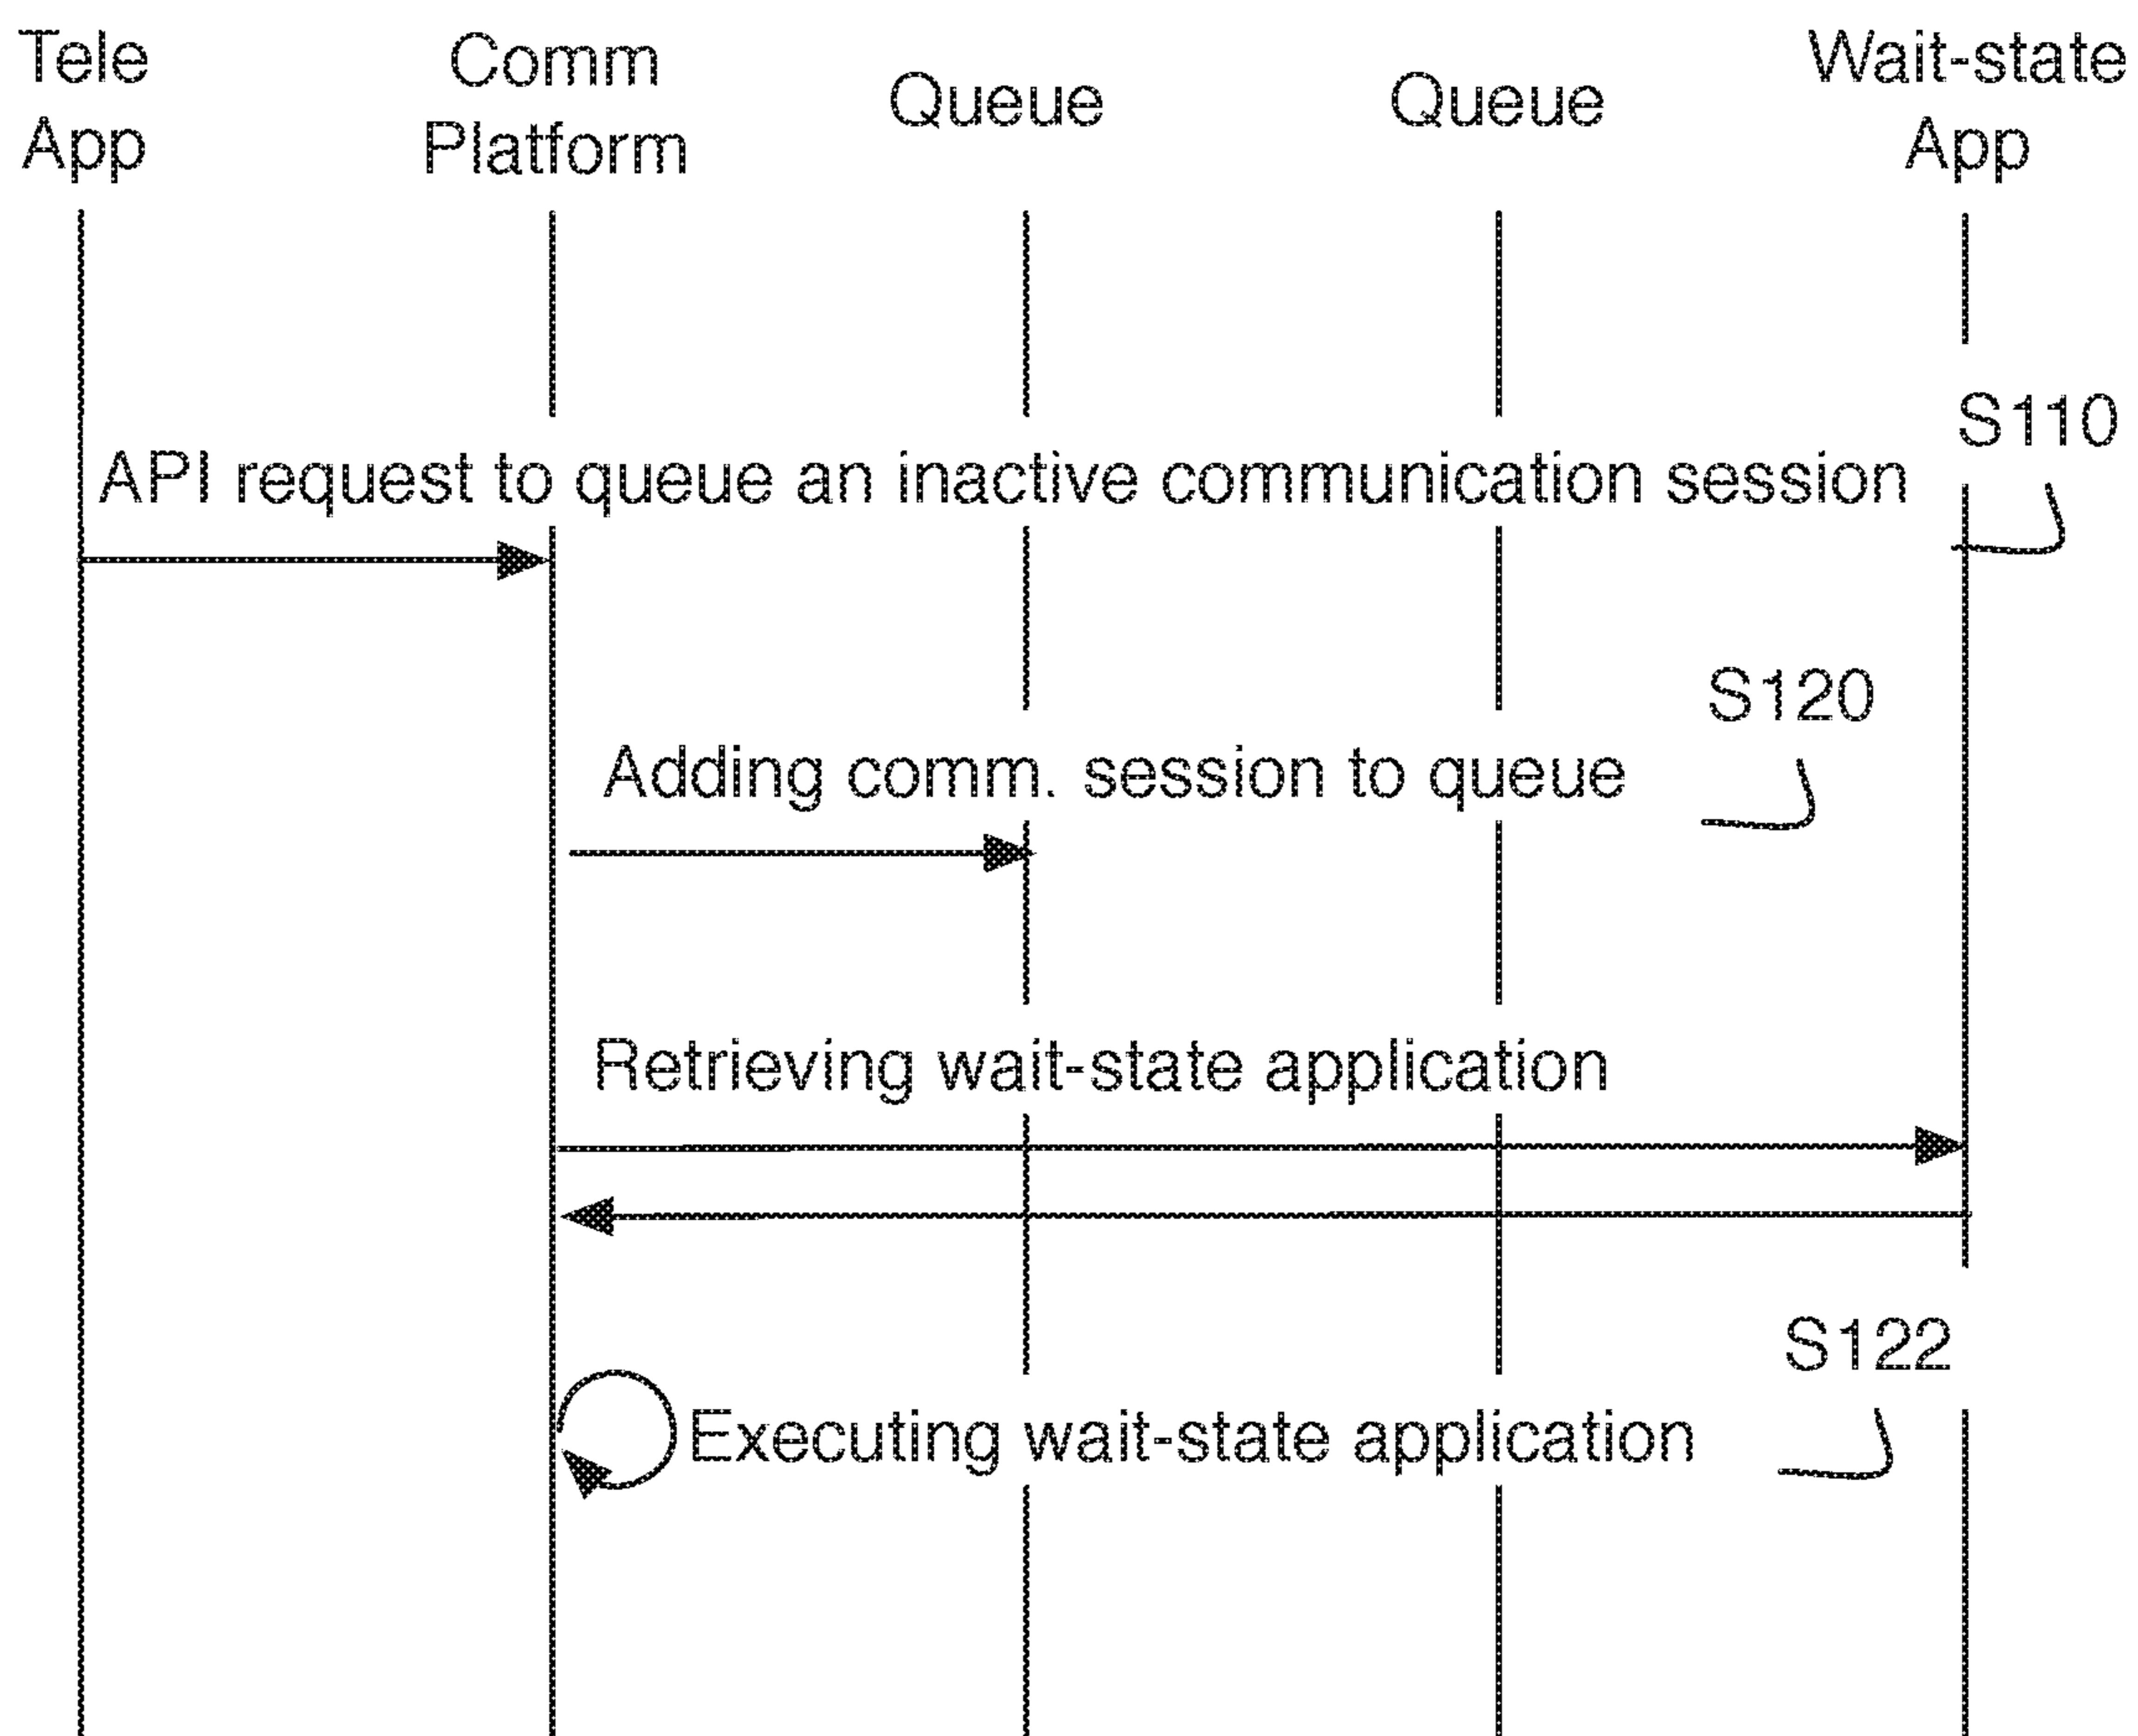 Tele
App
Comm
Platform
Queue
Queue
Wait-state
App
S110
API request to queue an inactive communication session
S120
Adding comm. session to queue
Retrieving wait-state application
S122
Executing wait-state application